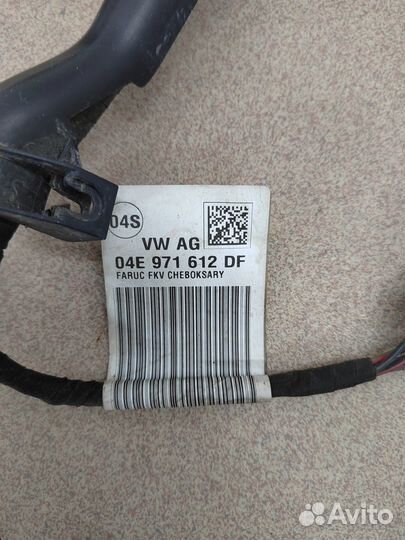 04S
VW AG
04E 971 612 DF
FARUC FKV CHEBOKSARY
Avito